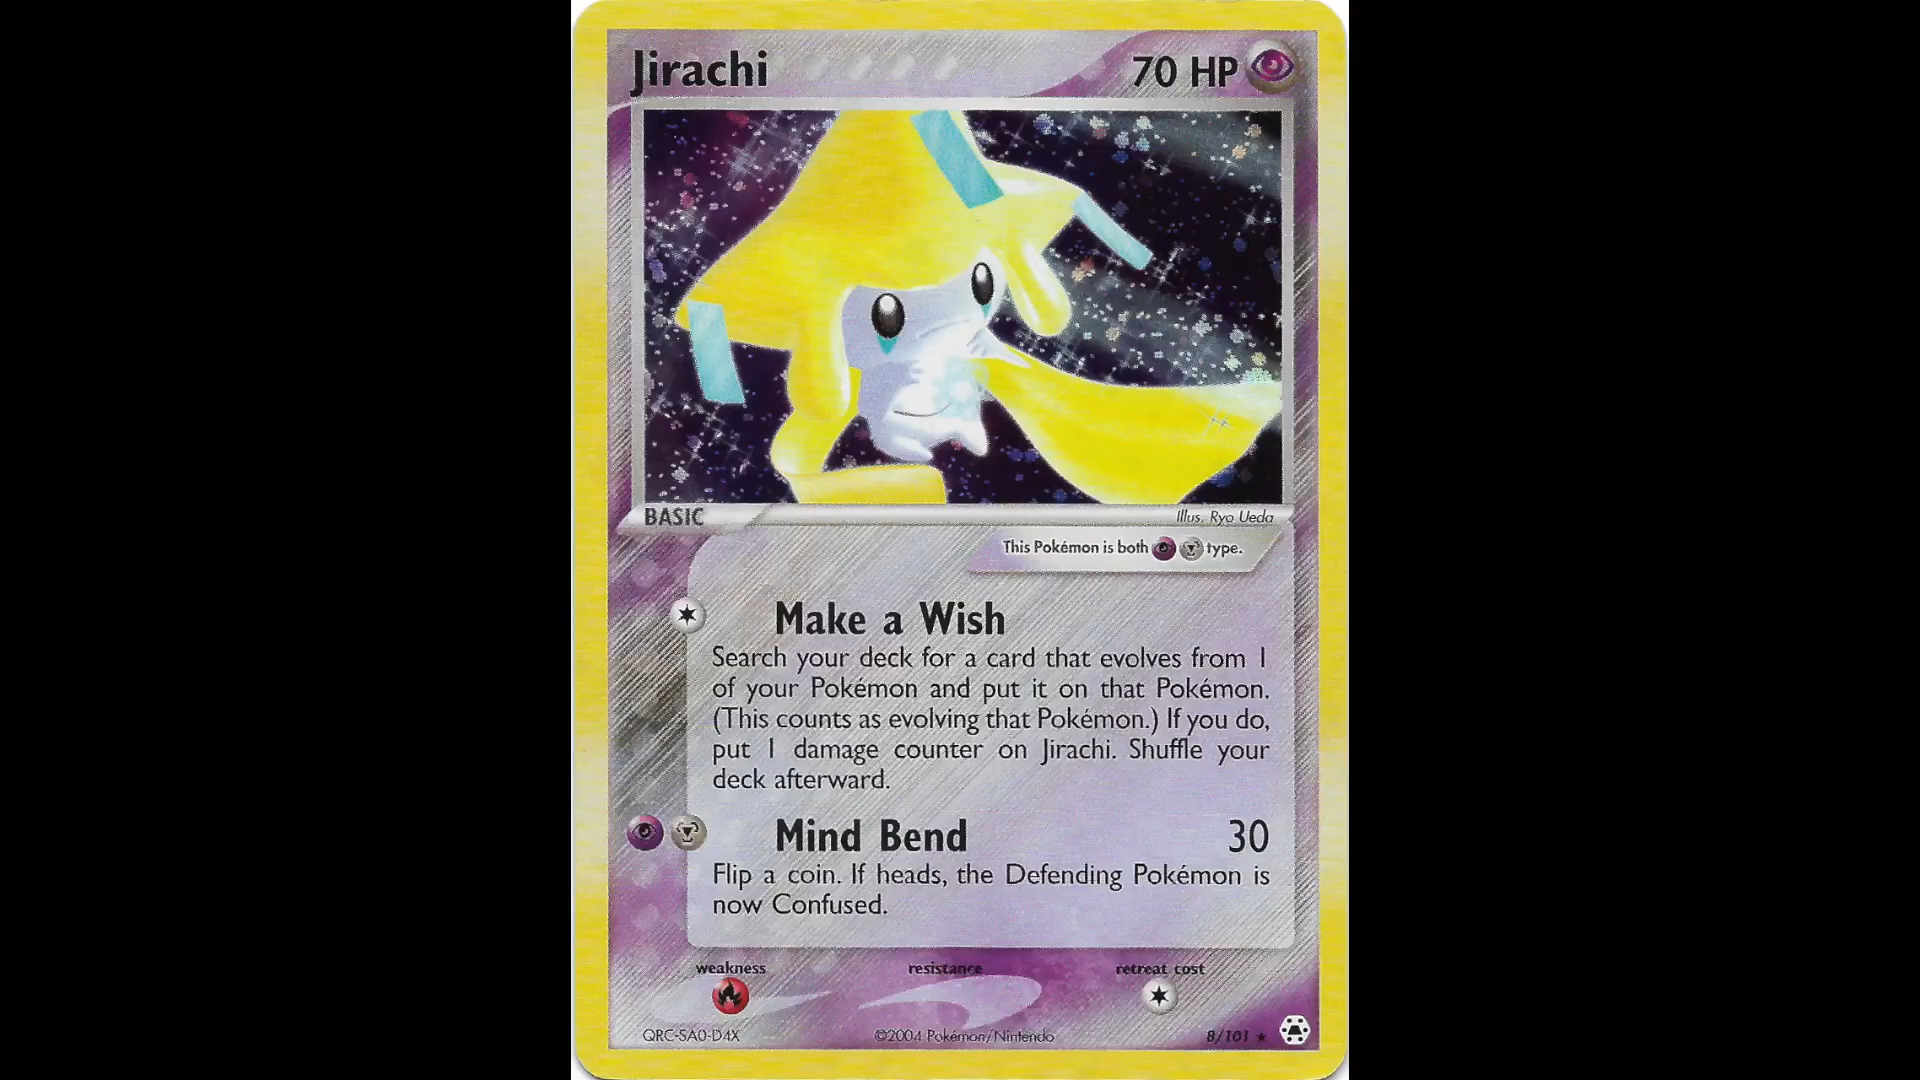 Jirachi
70 HP
BASIC
Illus. Ryo Ueda
This Pokémon is both type.
Make a Wish
Search your deck for a card that evolves from 1
of your Pokémon and put it on that Pokémon.
(This counts as evolving that Pokémon.) If you do,
put 1 damage counter on Jirachi. Shuffle your
deck afterward.
Mind Bend 30
Flip a coin. If heads, the Defending Pokémon is
now Confused.
weakness
resistance
retreat cost
QRC-SA0-D4X
©2004 Pokémon/Nintendo
8/101 ★